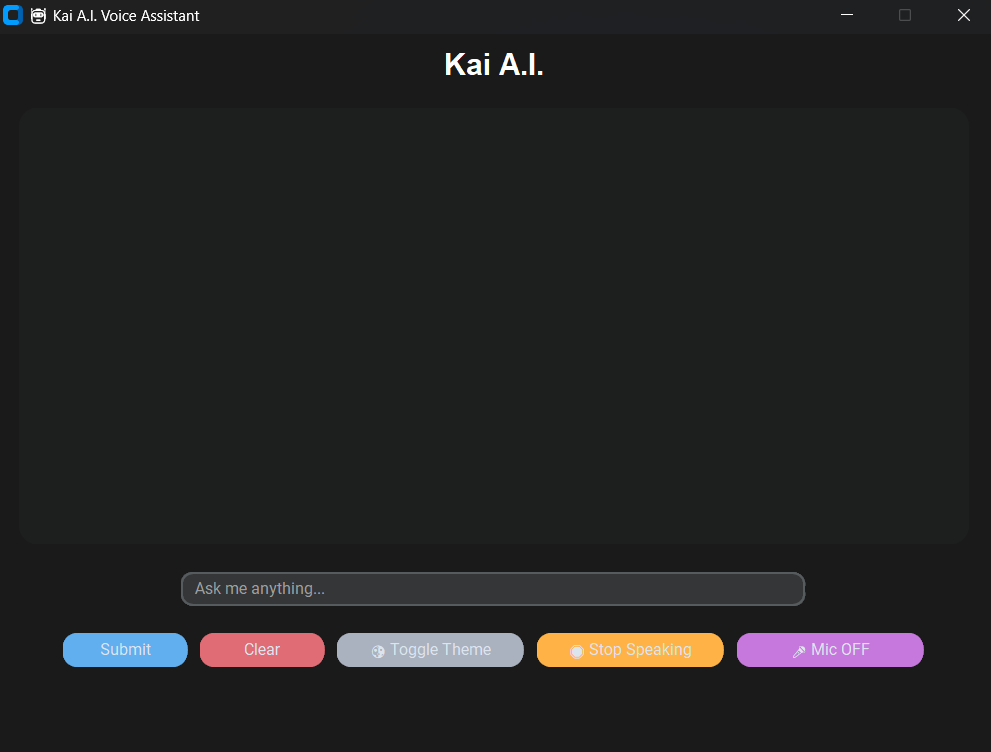 Kai A.I. Voice Assistant
Kai A.I.
Ask me anything...
Submit
Clear
Toggle Theme
Stop Speaking
Mic OFF